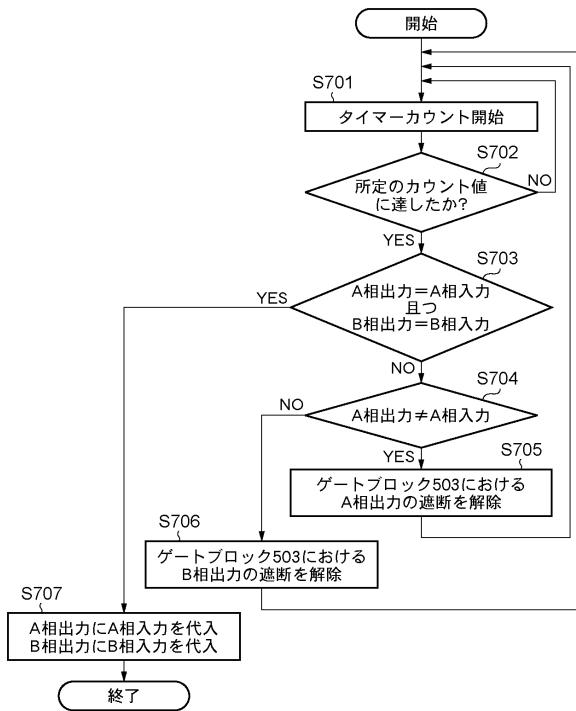 開始
S701
タイマーカウント開始
S702
所定のカウント値
に達したか?
NO
YES
S703
A相出力＝A相入力
且つ
B相出力＝B相入力
YES
NO
S704
A相出力≠A相入力
NO
YES
S705
ゲートブロック503における
A相出力の遮断を解除
S706
ゲートブロック503における
B相出力の遮断を解除
S707
A相出力にA相入力を代入
B相出力にB相入力を代入
終了